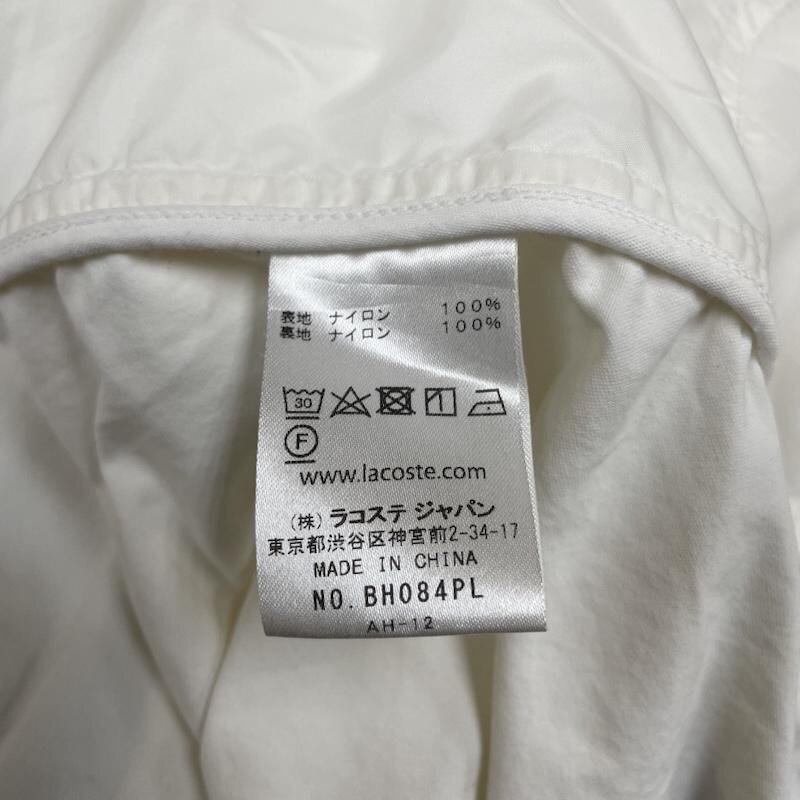 表地 ナイロン 100%
裏地 ナイロン 100%
30
F
www.lacoste.com
(株) ラコステ ジャパン
東京都渋谷区神宮前2-34-17
MADE IN CHINA
NO. BH084PL
AH-12